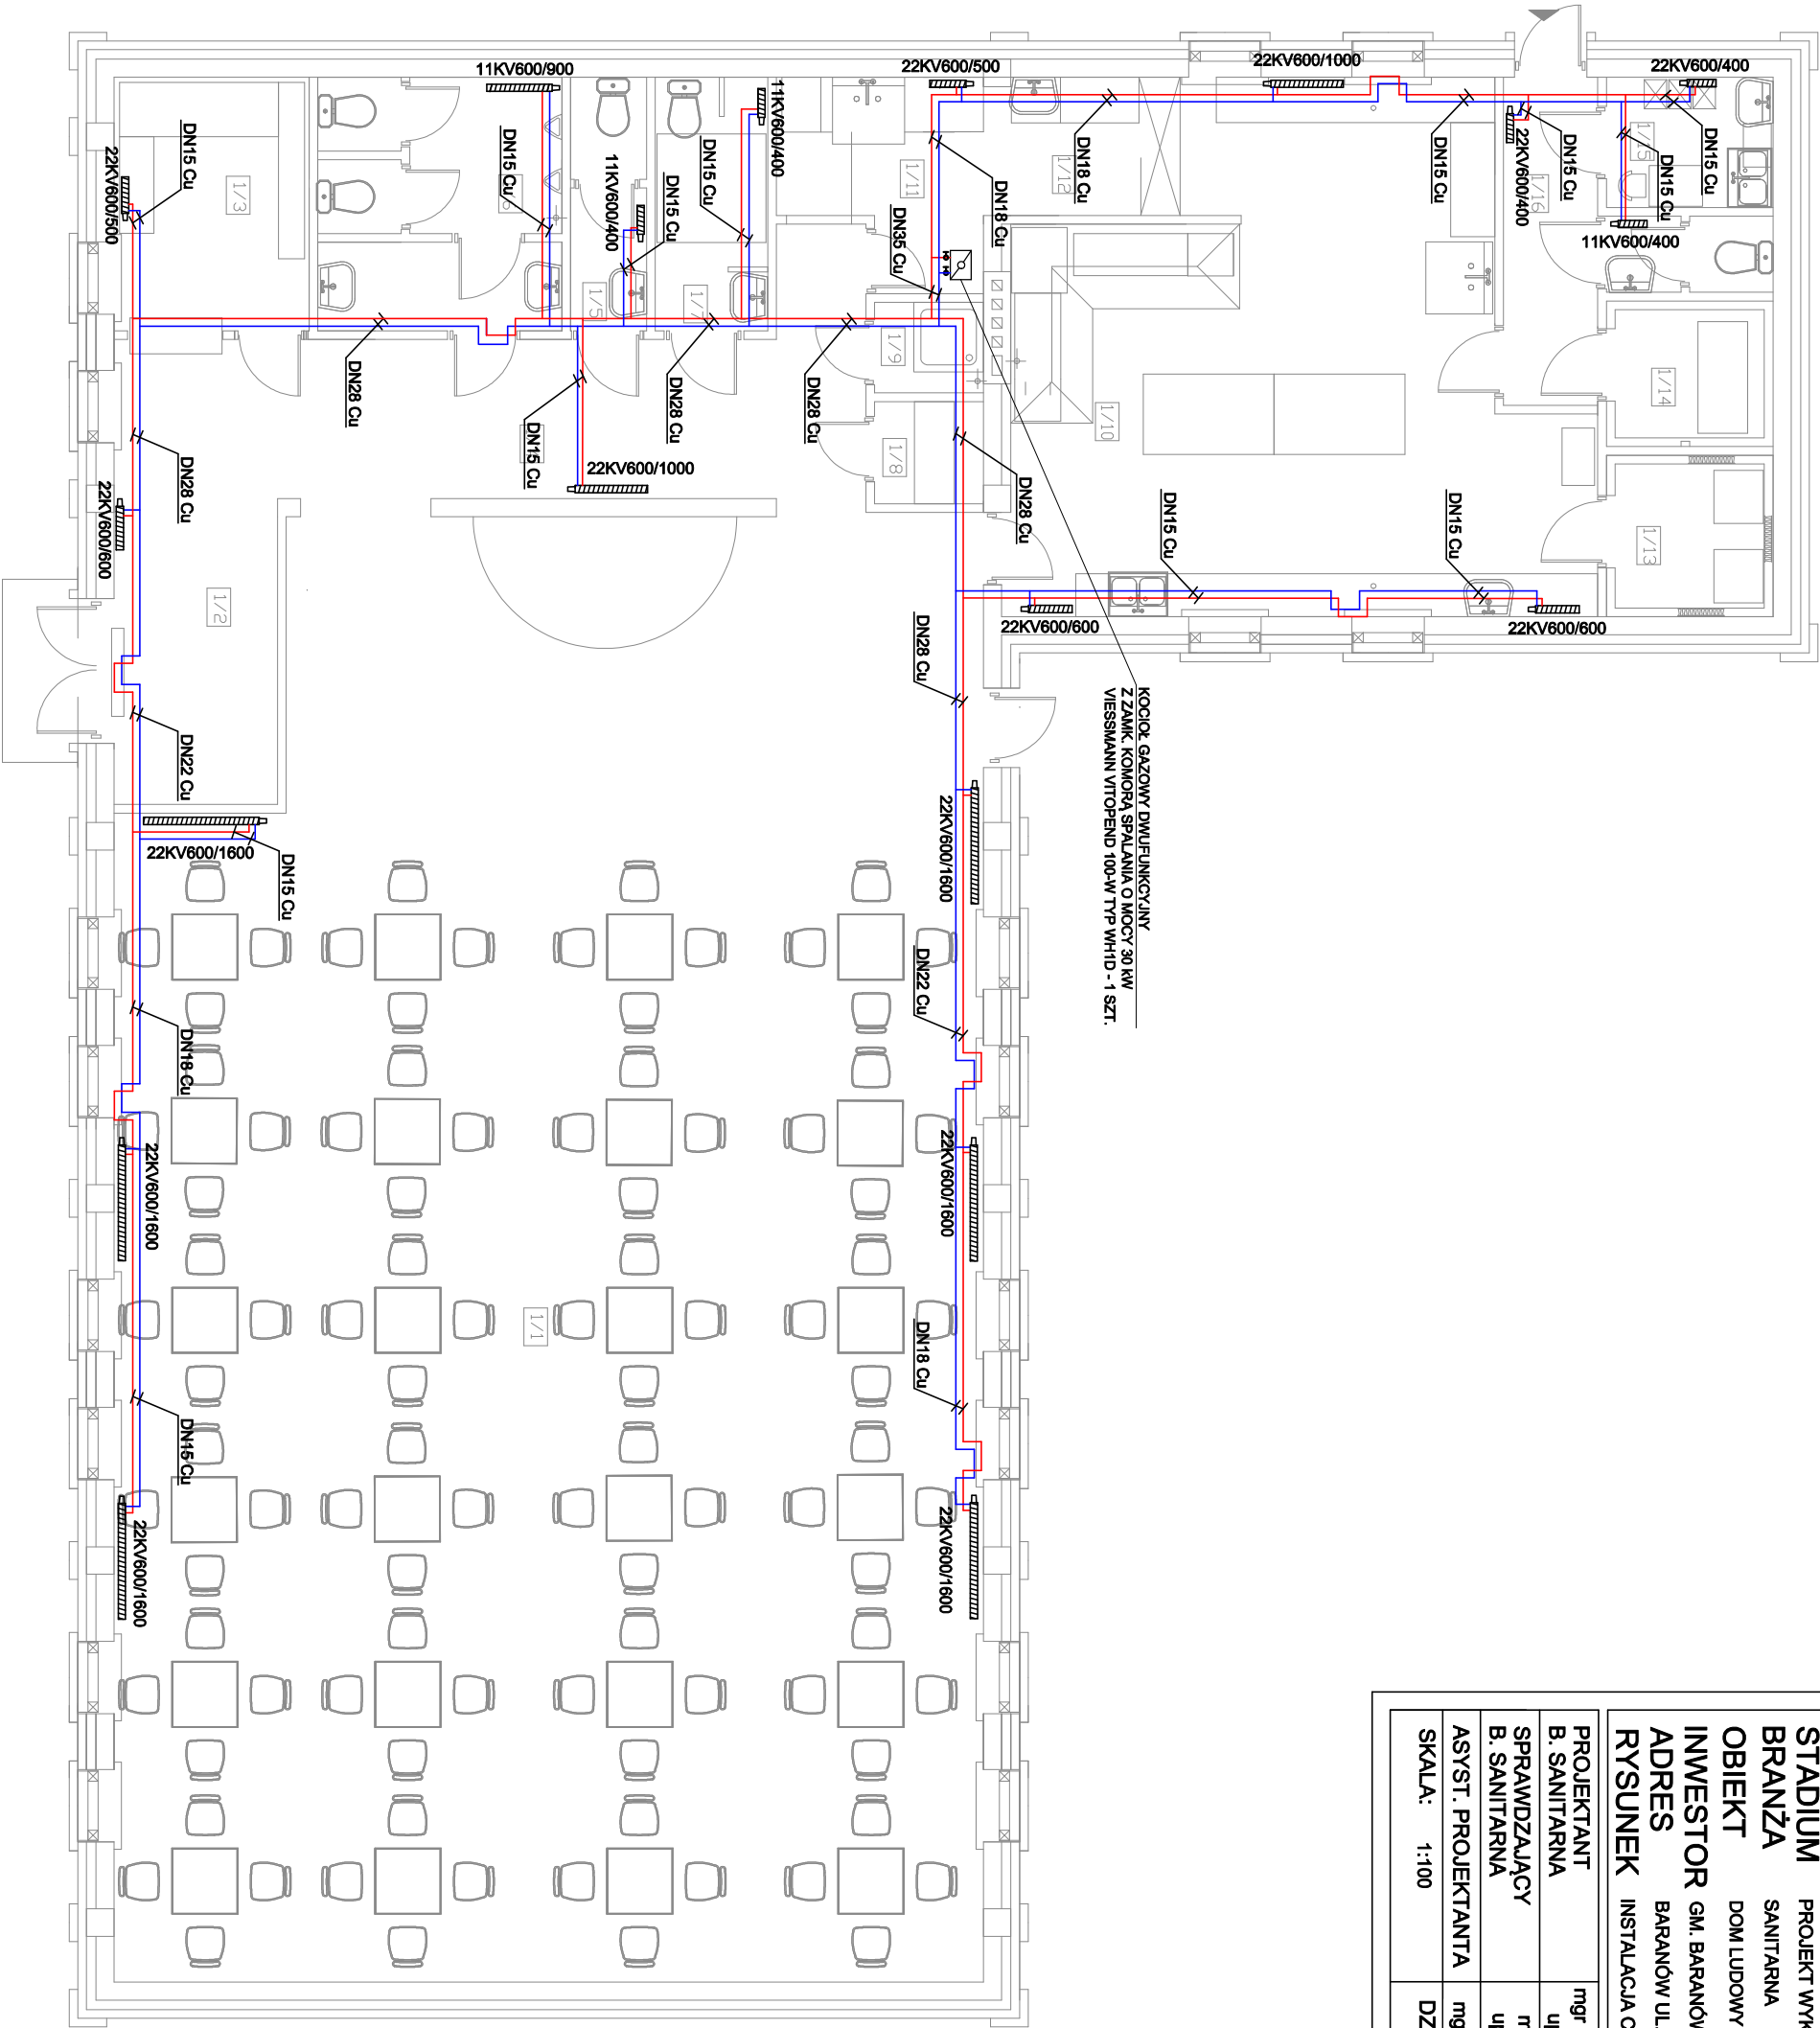 11KV600/900
22KV600/500
22KV600/1000
22KV600/400
11KV600/400
DN15 Cu
22KV600/500
1/3
DN15 Cu
11KV600/400
DN15 Cu
DN15 Cu
1/5
1/7
1/11
DN18 Cu
DN35 Cu
DN18 Cu
1/12
DN15 Cu
DN15 Cu
22KV600/400
1/16
1/15
DN15 Cu
DN15 Cu
11KV600/400
1/9
1/8
1/10
1/14
1/13
DN28 Cu
DN28 Cu
DN28 Cu
DN15 Cu
22KV600/1000
DN28 Cu
DN15 Cu
DN15 Cu
DN28 Cu
22KV600/600
1/2
22KV600/600
22KV600/600
DN28 Cu
KOCIOŁ GAZOWY DWUFUNKCYJNY
Z ZAMK. KOMORĄ SPALANIA O MOCY 30 kW
VIESSMANN VITOPEND 100-W TYP WH1D - 1 SZT.
DN22 Cu
22KV600/1600
DN15 Cu
22KV600/1600
DN22 Cu
DN18 Cu
22KV600/1600
22KV600/1600
1/1
DN18 Cu
DN15 Cu
22KV600/1600
22KV600/1600
STADIUM PROJEKT
BRANŻA SANITARNA
OBIEKT DOM LUDOWY
INWESTOR GM. BARANÓW
ADRES BARANÓW UL.
RYSUNEK INSTALACJA
PROJEKTANT mgr
B. SANITARNA
SPRAWDZAJĄCY
B. SANITARNA
ASYST. PROJEKTANTA
SKALA: 1:100